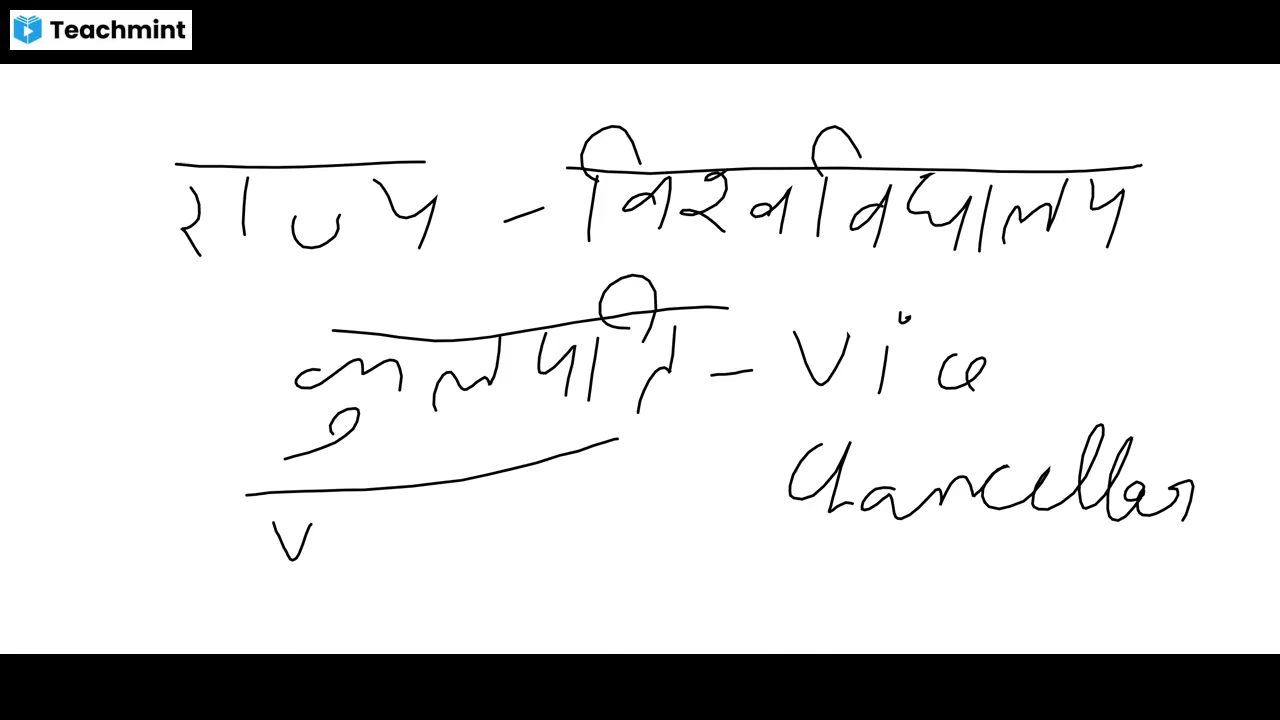 Teachmint
राज्य - विश्वविद्यालय
कुलपति - Vice
Chancellor
V